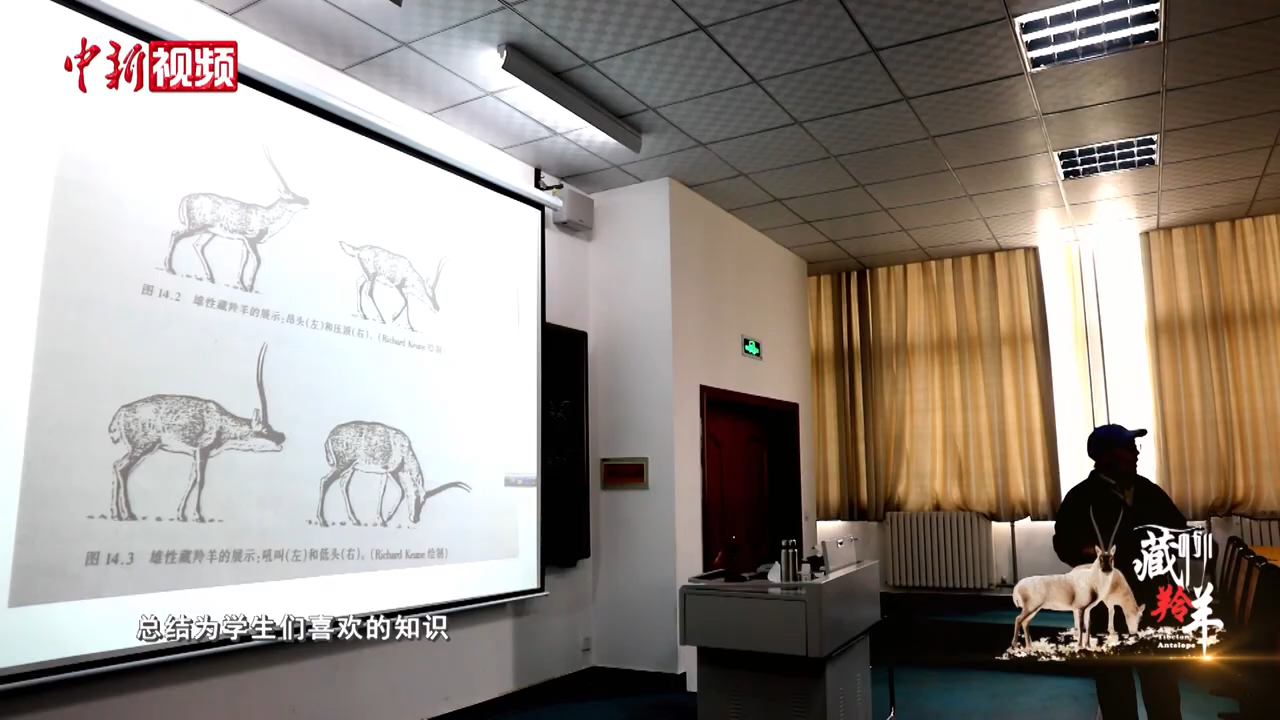 中新视频
图 14.2 雄性藏羚羊的展示:昂头(左)和压颈(右)。(Richard Keane 绘制)
图 14.3 雄性藏羚羊的展示:吼叫(左)和低头(右)。(Richard Keane 绘制)
总结为学生们喜欢的知识
藏
羚羊
Tibetan
Antelope